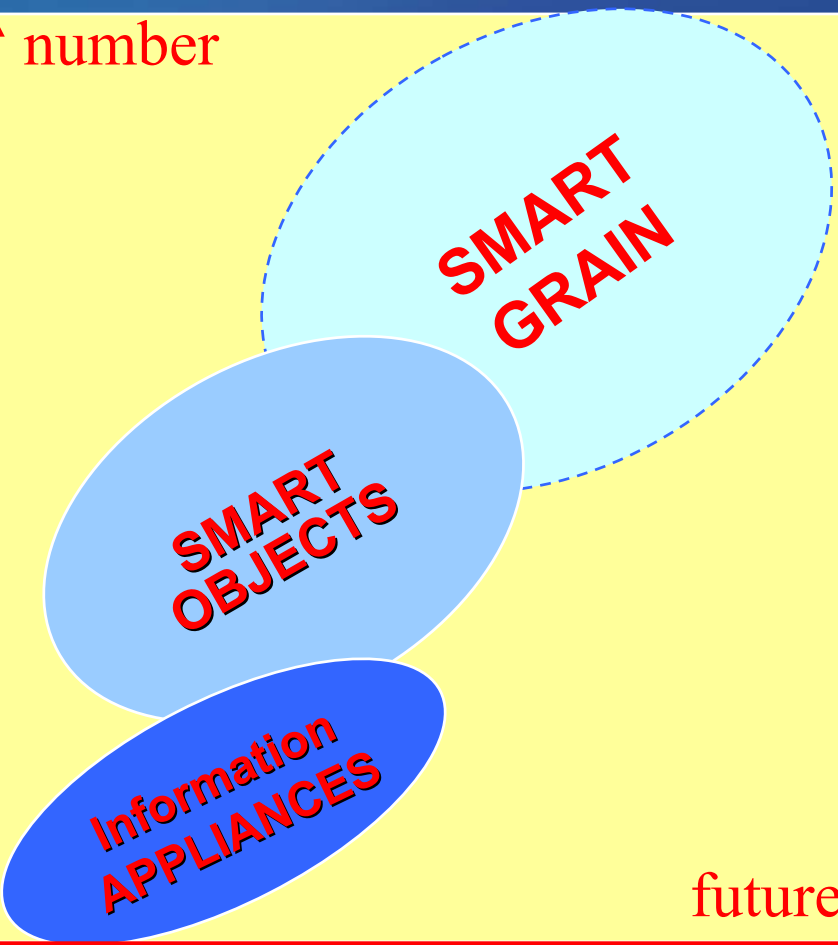 number
SMART
GRAIN
SMART
OBJECTS
Information
APPLIANCES
future